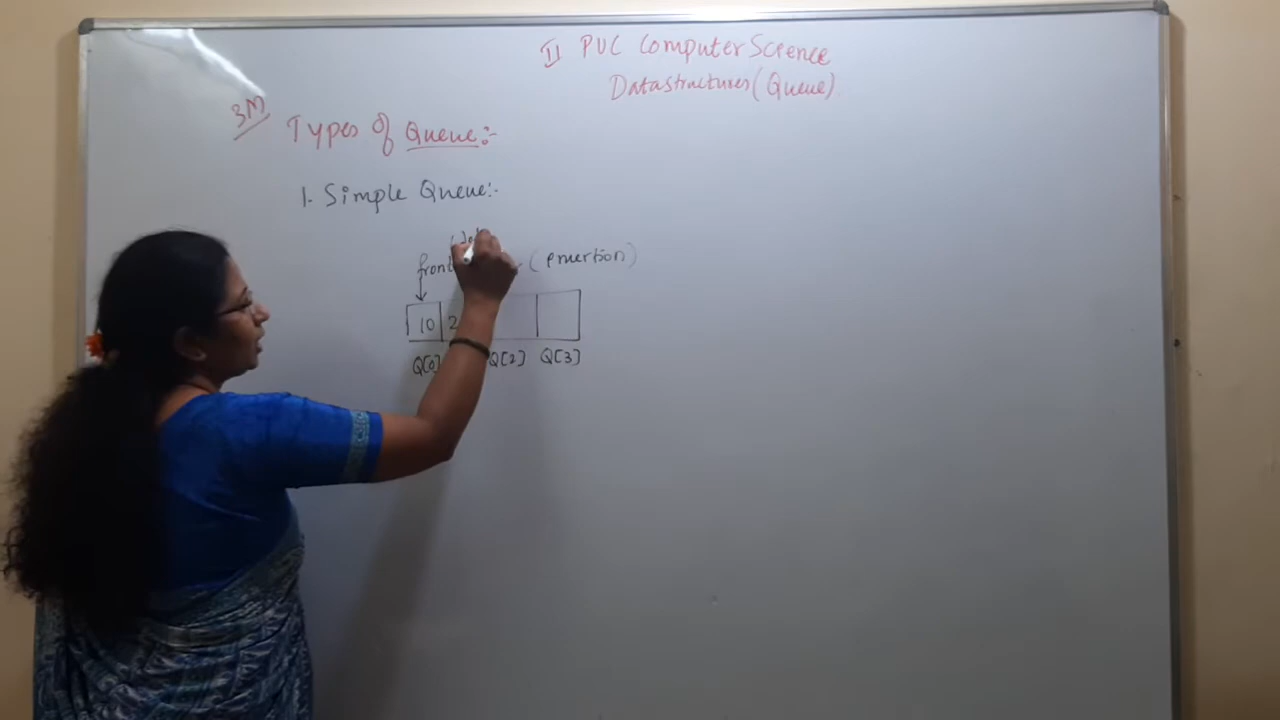 II PUC Computer Science
Datastructures (Queue)
3M
Types of Queue:-
1. Simple Queue:-
front ( Insertion )
10 2
Q[0] Q[2] Q[3]